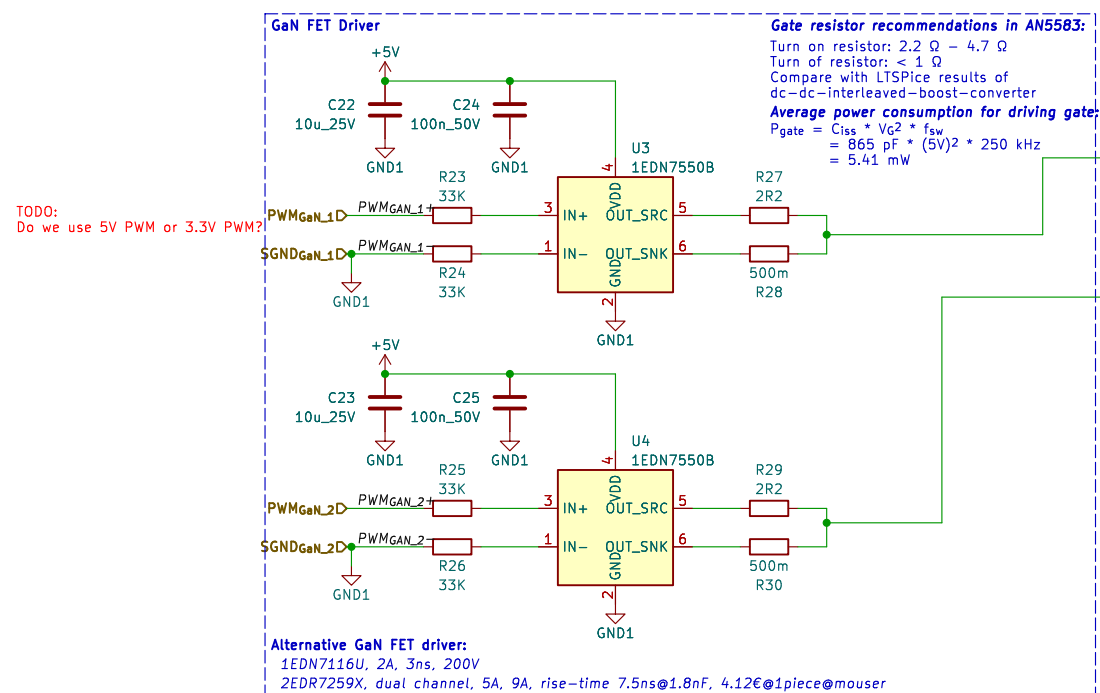 GaN FET Driver
Gate resistor recommendations in AN5583:
Turn on resistor: 2.2 Ω – 4.7 Ω
Turn of resistor: < 1 Ω
Compare with LTSPice results of
dc-dc-interleaved-boost-converter
Average power consumption for driving gate:
Pgate = Ciss * VG² * fsw
= 865 pF * (5V)² * 250 kHz
= 5.41 mW
+5V
C22
10u_25V
C24
100n_50V
GND1
GND1
U3
1EDN7550B
4
VDD
R23
33K
R27
2R2
TODO:
Do we use 5V PWM or 3.3V PWM?
PWMGaN_1
PWMGAN_1+
3
IN+
OUT_SRC
5
SGNDGaN_1
PWMGAN_1-
1
IN-
OUT_SNK
6
GND
R24
33K
500m
R28
GND1
2
GND1
+5V
C23
10u_25V
C25
100n_50V
GND1
GND1
U4
1EDN7550B
4
VDD
R25
33K
R29
2R2
PWMGaN_2
PWMGAN_2+
3
IN+
OUT_SRC
5
SGNDGaN_2
PWMGAN_2-
1
IN-
OUT_SNK
6
GND
R26
33K
500m
R30
GND1
2
GND1
Alternative GaN FET driver:
1EDN7116U, 2A, 3ns, 200V
2EDR7259X, dual channel, 5A, 9A, rise-time 7.5ns@1.8nF, 4.12€@1piece@mouser